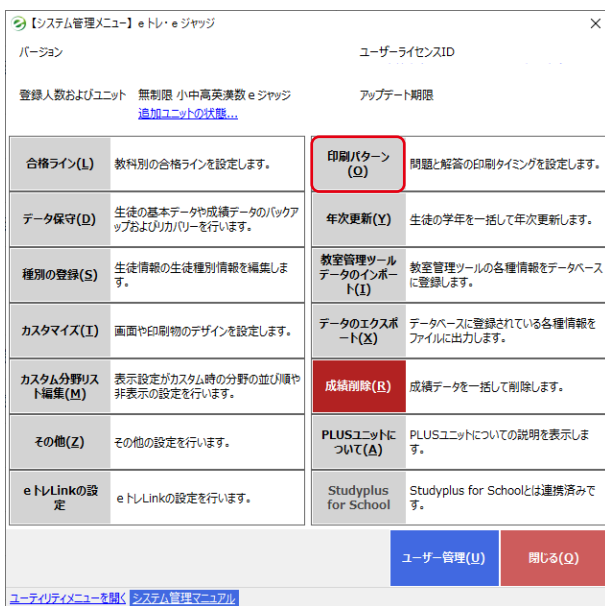 【システム管理メニュー】eトレ・eジャッジ
バージョン ユーザーライセンスID
登録人数およびユニット 無制限 小中高英漢数eジャッジ アップデート期限
追加ユニットの状態...
合格ライン(L) 教科別の合格ラインを設定します。
印刷パターン
(O)
問題と解答の印刷タイミングを設定します。
データ保守(D)
生徒の基本データや成績データのバックア
ップおよびリカバリーを行います。
年次更新(Y) 生徒の学年を一括して年次更新します。
種別の登録(S)
生徒情報の生徒種別情報を編集しま
す。
教室管理ツール
データのインポー
ト(I)
教室管理ツールの各種情報をデータベース
に登録します。
カスタマイズ(T) 画面や印刷物のデザインを設定します。
データのエクスポ
ート(X)
データベースに登録されている各種情報を
ファイルに出力します。
カスタム分野リス
ト編集(M)
表示設定がカスタム時の分野の並び順や
非表示の設定を行います。
成績削除(R) 成績データを一括して削除します。
その他(Z) その他の設定を行います。
PLUSユニットに
ついて(A)
PLUSユニットについての説明を表示しま
す。
eトレLinkの設
定
eトレLinkの設定を行います。
Studyplus
for School
Studyplus for Schoolとは連携済みで
す。
ユーザー管理(U) 閉じる(Q)
ユーティリティメニューを開く システム管理マニュアル